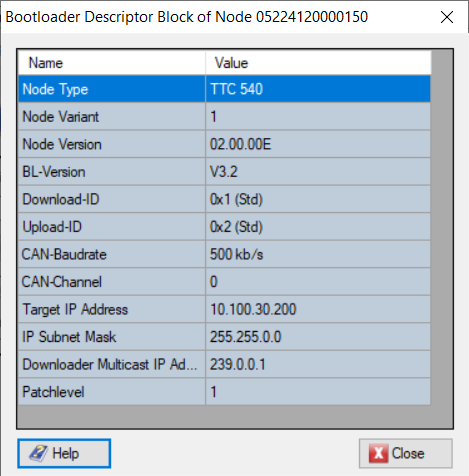 Bootloader Descriptor Block of Node 05224120000150
Name Value
Node Type TTC 540
Node Variant 1
Node Version 02.00.00E
BL-Version V3.2
Download-ID 0x1 (Std)
Upload-ID 0x2 (Std)
CAN-Baudrate 500 kb/s
CAN-Channel 0
Target IP Address 10.100.30.200
IP Subnet Mask 255.255.0.0
Downloader Multicast IP Ad... 239.0.0.1
Patchlevel 1
Help Close